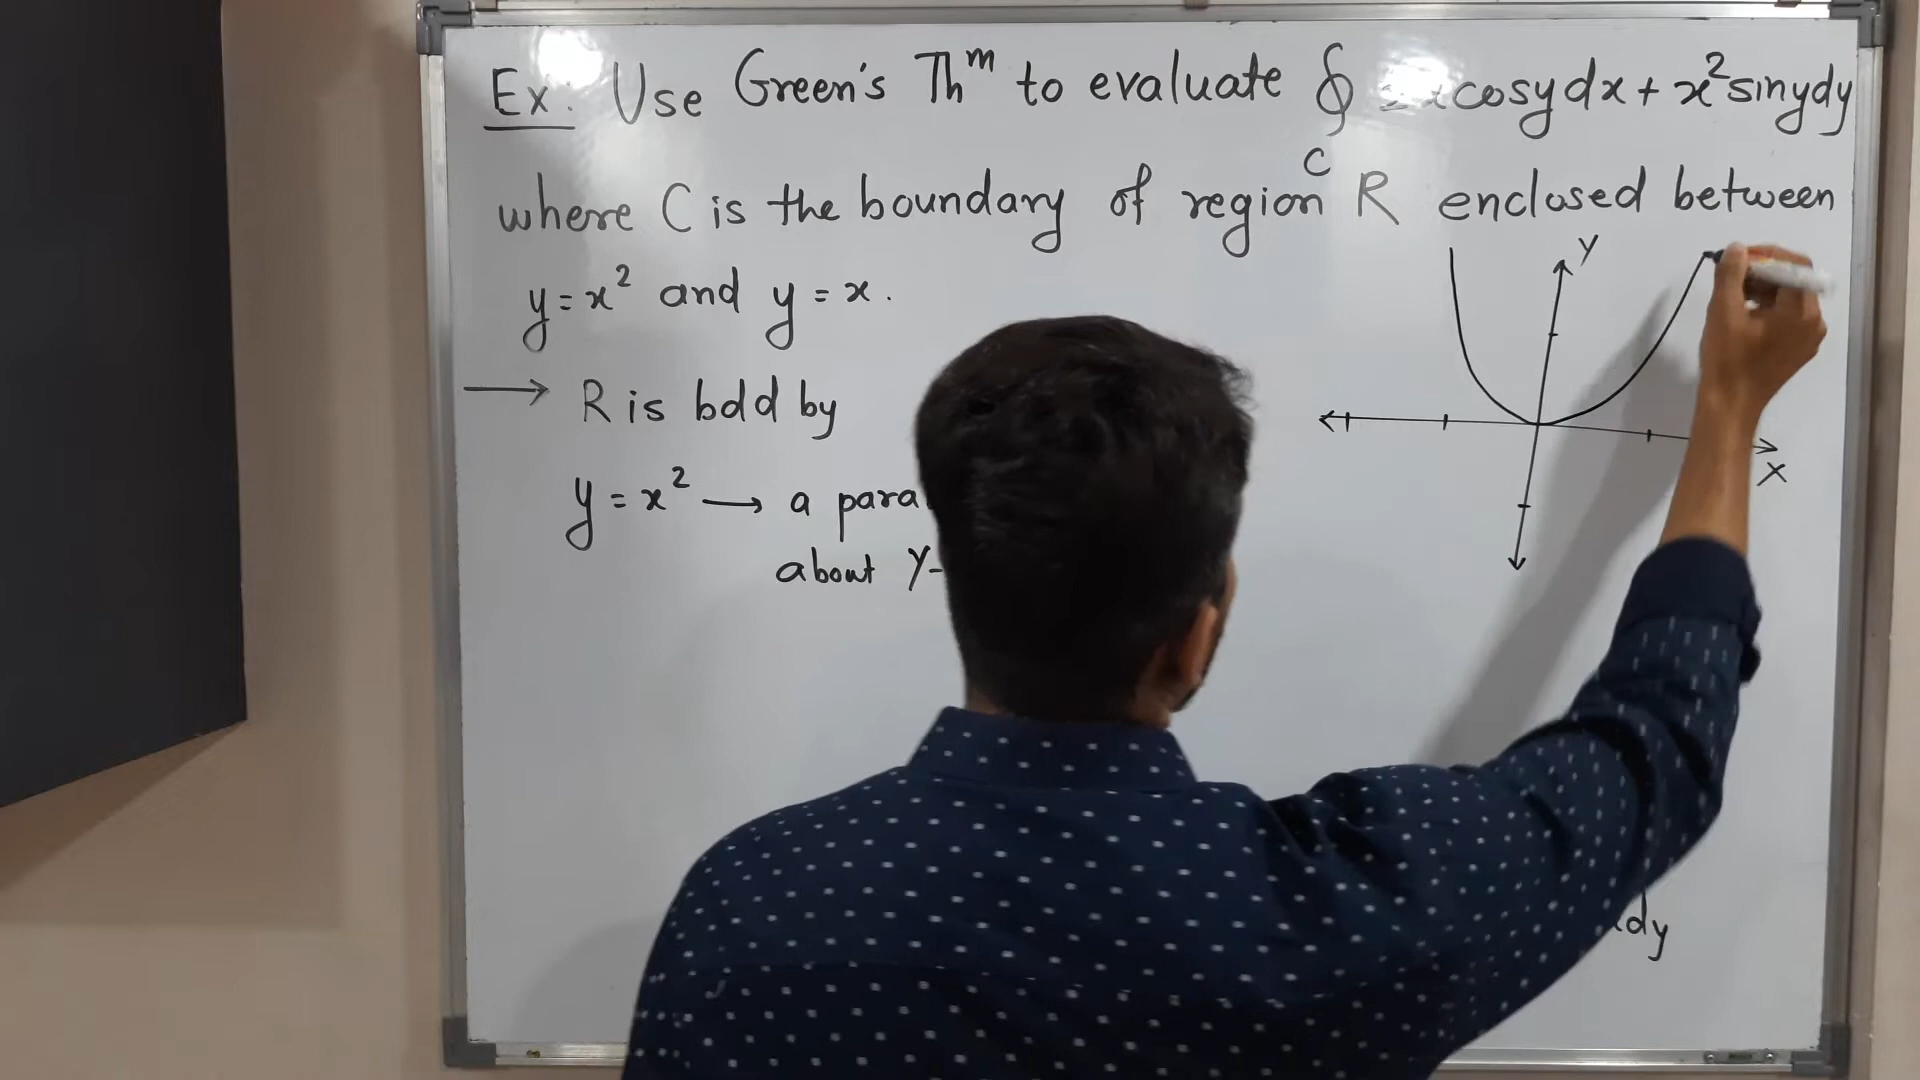 Ex: Use Green's Thᵐ to evaluate ∮ cosydx + x²sinydy
C
where C is the boundary of region R enclosed between
y = x² and y = x.
Y
→ R is bdd by
X
y = x² → a
about Y-
dy